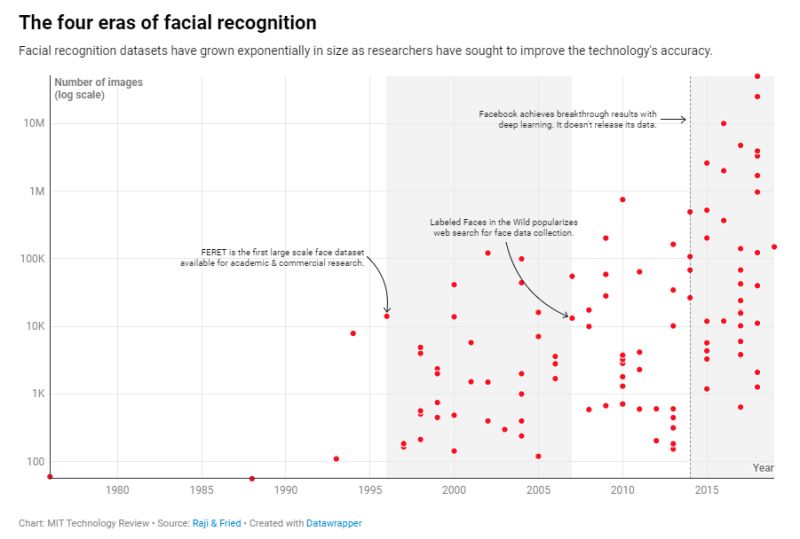 The four eras of facial recognition
Facial recognition datasets have grown exponentially in size as researchers have sought to improve the technology's accuracy.
Number of images
(log scale)
Facebook achieves breakthrough results with
deep learning. It doesn't release its data.
10M
1M
Labeled Faces in the Wild popularizes
web search for face data collection.
FERET is the first large scale face dataset
available for academic & commercial research.
100K
10K
1K
100
Year
1980 1985 1990 1995 2000 2005 2010 2015
Chart: MIT Technology Review • Source: Raji & Fried • Created with Datawrapper